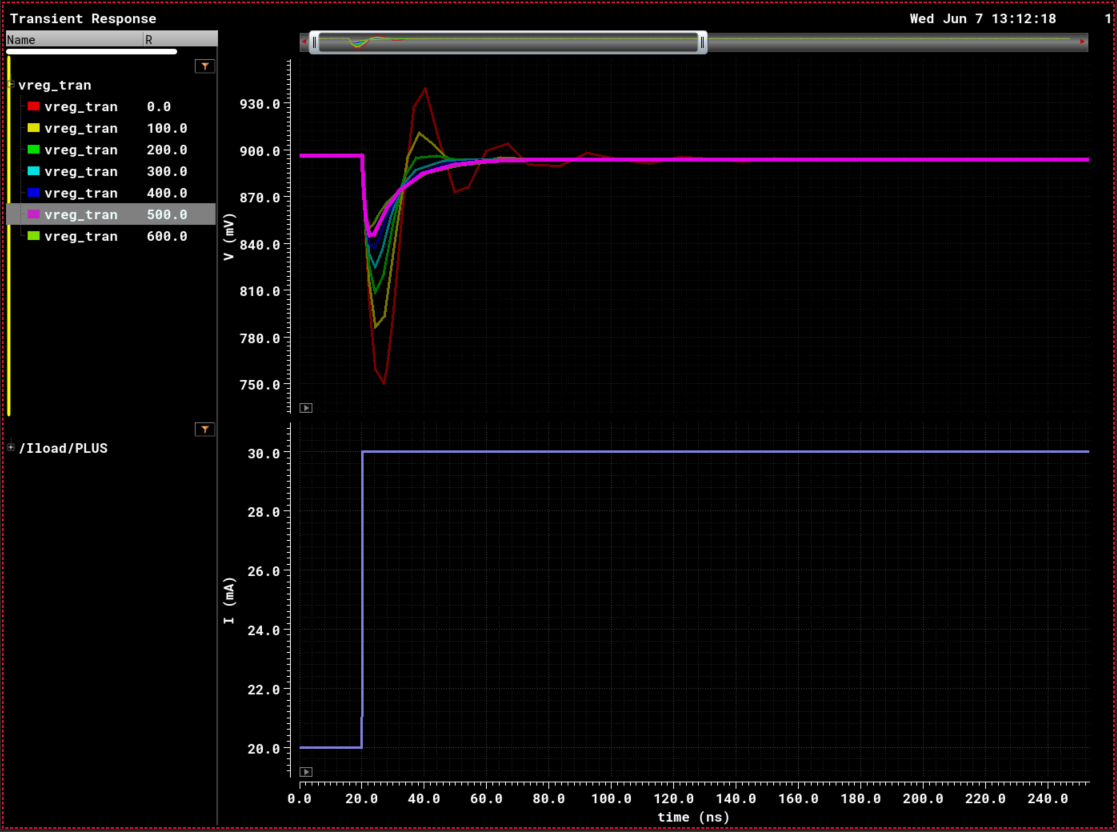 Transient Response
Wed Jun 7 13:12:18 1
Name R
vreg_tran
vreg_tran 0.0
vreg_tran 100.0
vreg_tran 200.0
vreg_tran 300.0
vreg_tran 400.0
vreg_tran 500.0
vreg_tran 600.0
930.0
900.0
870.0
840.0
810.0
780.0
750.0
V (mV)
/Iload/PLUS
30.0
28.0
26.0
24.0
22.0
20.0
I (mA)
0.0 20.0 40.0 60.0 80.0 100.0 120.0 140.0 160.0 180.0 200.0 220.0 240.0
time (ns)